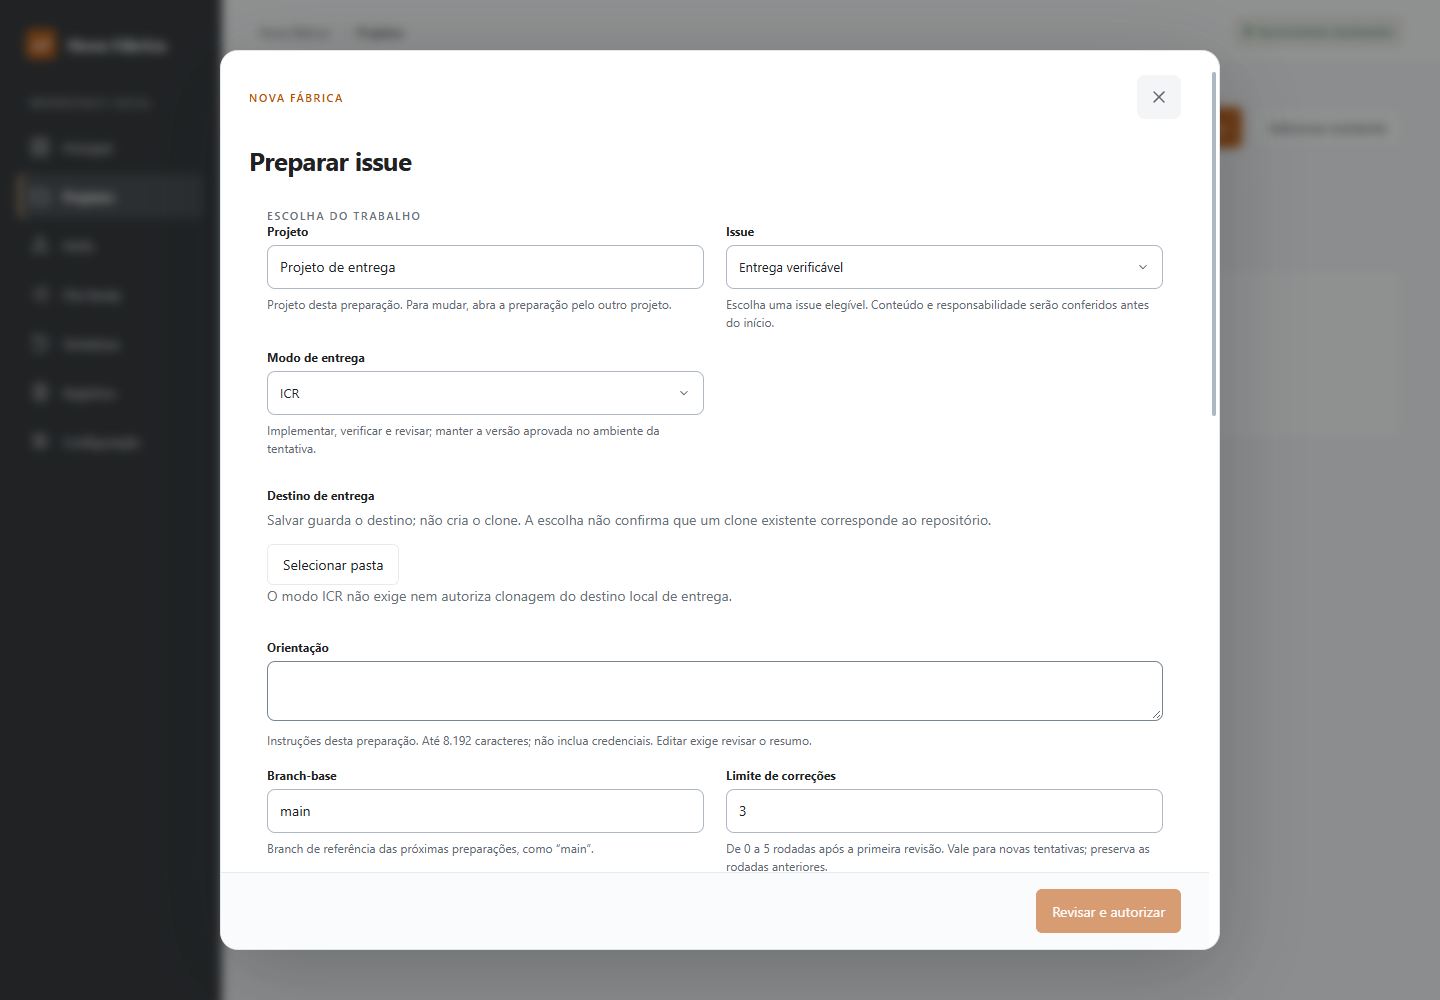 NOVA FÁBRICA
Preparar issue
ESCOLHA DO TRABALHO
Projeto
Projeto de entrega
Projeto desta preparação. Para mudar, abra a preparação pelo outro projeto.
Issue
Entrega verificável
Escolha uma issue elegível. Conteúdo e responsabilidade serão conferidos antes
do início.
Modo de entrega
ICR
Implementar, verificar e revisar; manter a versão aprovada no ambiente da
tentativa.
Destino de entrega
Salvar guarda o destino; não cria o clone. A escolha não confirma que um clone existente corresponde ao repositório.
Selecionar pasta
O modo ICR não exige nem autoriza clonagem do destino local de entrega.
Orientação
Instruções desta preparação. Até 8.192 caracteres; não inclua credenciais. Editar exige revisar o resumo.
Branch-base
main
Branch de referência das próximas preparações, como “main”.
Limite de correções
3
De 0 a 5 rodadas após a primeira revisão. Vale para novas tentativas; preserva as
rodadas anteriores.
Revisar e autorizar